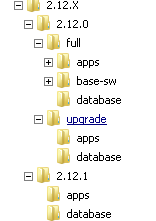 2.12.X
2.12.0
full
apps
base-sw
database
upgrade
apps
database
2.12.1
apps
database